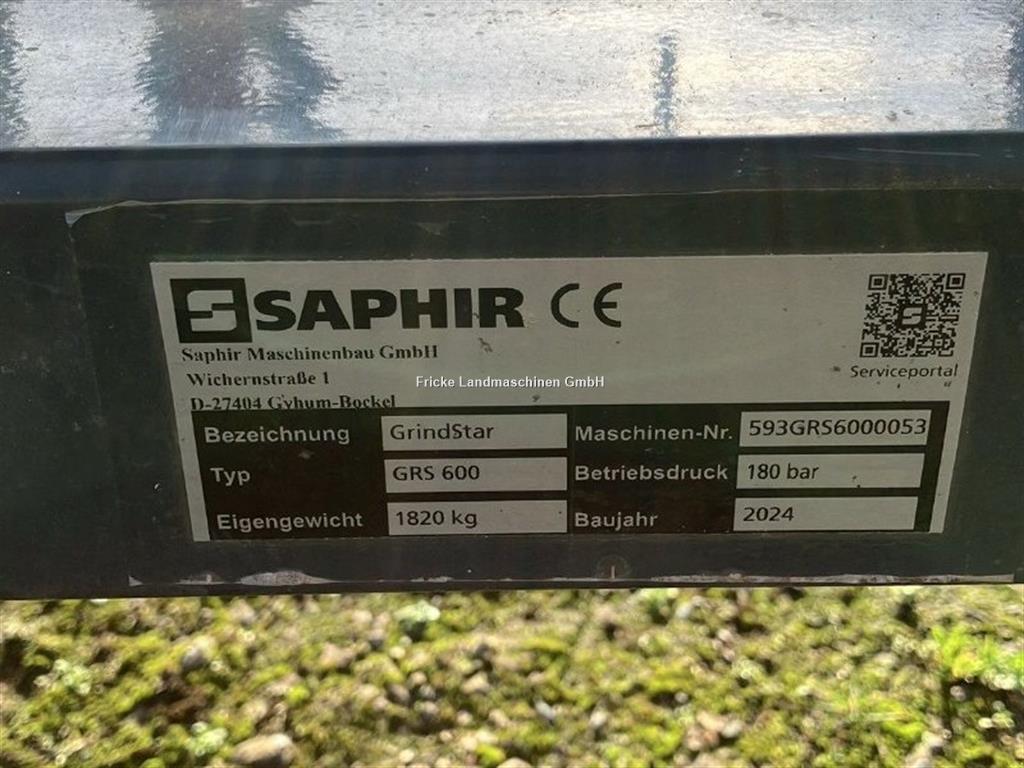 SAPHIR CE
Saphir Maschinenbau GmbH
Wichernstraße 1
D-27404 Gyhum-Bockel
Serviceportal
Fricke Landmaschinen GmbH
Bezeichnung GrindStar Maschinen-Nr. 593GRS6000053
Typ GRS 600 Betriebsdruck 180 bar
Eigengewicht 1820 kg Baujahr 2024